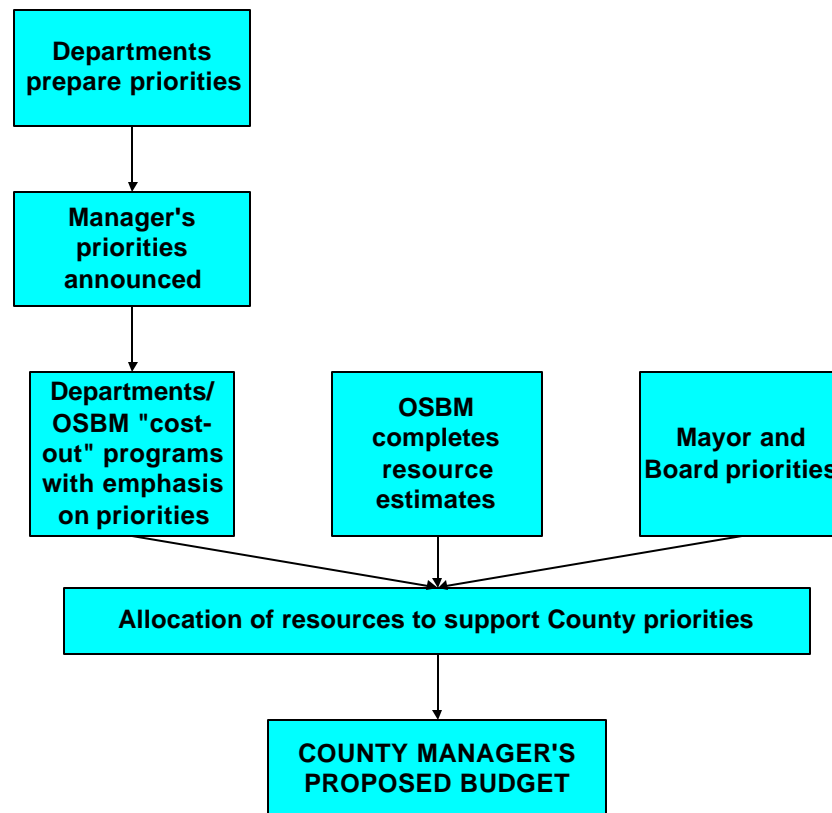 Departments
prepare priorities
Manager's
priorities
announced
Departments/
OSBM "cost-
out" programs
with emphasis
on priorities
OSBM
completes
resource
estimates
Mayor and
Board priorities
Allocation of resources to support County priorities
COUNTY MANAGER'S
PROPOSED BUDGET